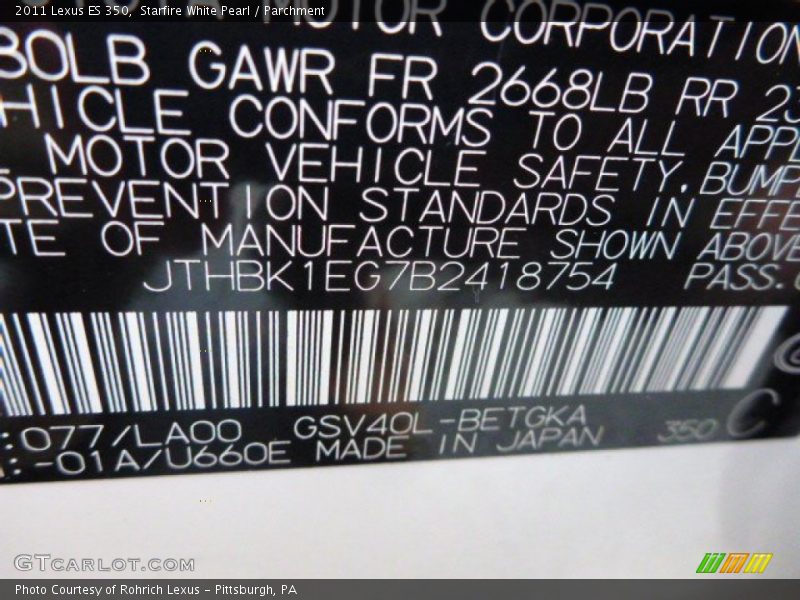 2011 Lexus ES 350, Starfire White Pearl / Parchment
MOTOR CORPORATION
80LB GAWR FR 2668LB RR 23
HICLE CONFORMS TO ALL APPL
MOTOR VEHICLE SAFETY, BUMP
PREVENTION STANDARDS IN EFFE
TE OF MANUFACTURE SHOWN ABOVE
JTHBK1EG7B2418754 PASS.
:077/LA00 GSV40L-BETGKA
:-01A/U660E MADE IN JAPAN 350 C
GTCARLOT.COM
Photo Courtesy of Rohrich Lexus - Pittsburgh, PA